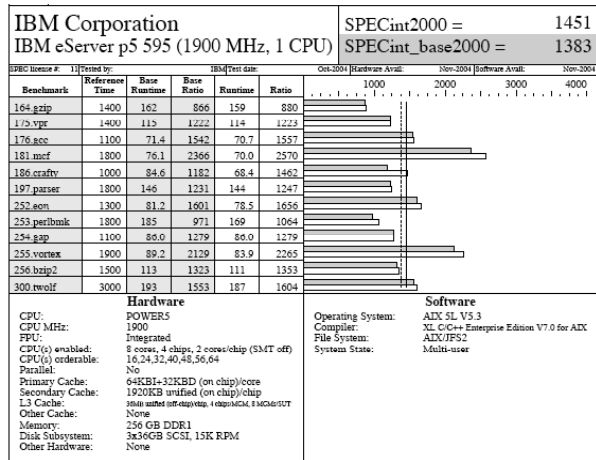 IBM Corporation
IBM eServer p5 595 (1900 MHz, 1 CPU)
SPECint2000 = 1451
SPECint_base2000 = 1383
SPEC license #: 11 Tested by: IBM Test date: Oct-2004 Hardware Avail: Nov-2004 Software Avail: Nov-2004
Benchmark Reference Time Base Runtime Base Ratio Runtime Ratio 1000 2000 3000 4000
164.gzip 1400 162 866 159 880
175.vpr 1400 115 1222 114 1223
176.gcc 1100 71.4 1542 70.7 1557
181.mcf 1800 76.1 2366 70.0 2570
186.crafty 1000 84.6 1182 68.4 1462
197.parser 1800 146 1231 144 1247
252.eon 1300 81.2 1601 78.5 1656
253.perlbmk 1800 185 971 169 1064
254.gap 1100 86.0 1279 86.0 1279
255.vortex 1900 89.2 2129 83.9 2265
256.bzip2 1500 113 1323 111 1353
300.twolf 3000 193 1553 187 1604
Hardware
CPU: POWER5
CPU MHz: 1900
FPU: Integrated
CPU(s) enabled: 8 cores, 4 chips, 2 cores/chip (SMT off)
CPU(s) orderable: 16,24,32,40,48,56,64
Parallel: No
Primary Cache: 64KBI+32KBD (on chip)/core
Secondary Cache: 1920KB unified (on chip)/chip
L3 Cache: 36MB unified (off-chip)/chip, 4 chips/MCM, 8 MCMs/SUT
Other Cache: None
Memory: 256 GB DDR1
Disk Subsystem: 3x36GB SCSI, 15K RPM
Other Hardware: None
Software
Operating System: AIX 5L V5.3
Compiler: XL C/C++ Enterprise Edition V7.0 for AIX
File System: AIX/JFS2
System State: Multi-user